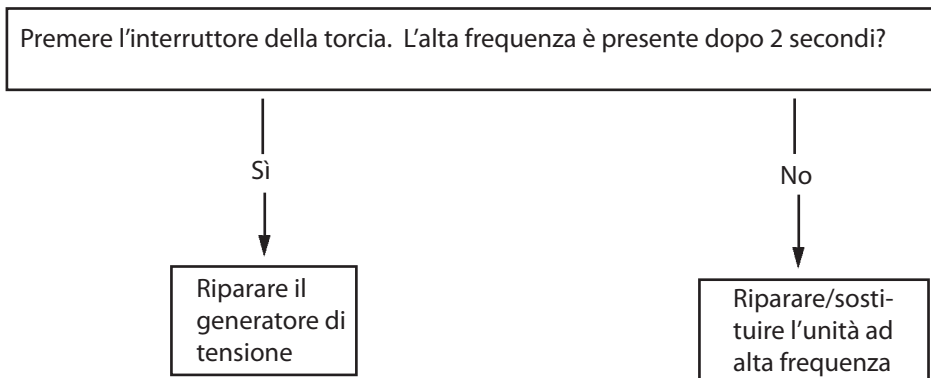 Premere l’interruttore della torcia.  L’alta frequenza è presente dopo 2 secondi?
Sì
No
Riparare il
generatore di
tensione
Riparare/sosti-
tuire l’unità ad
alta frequenza